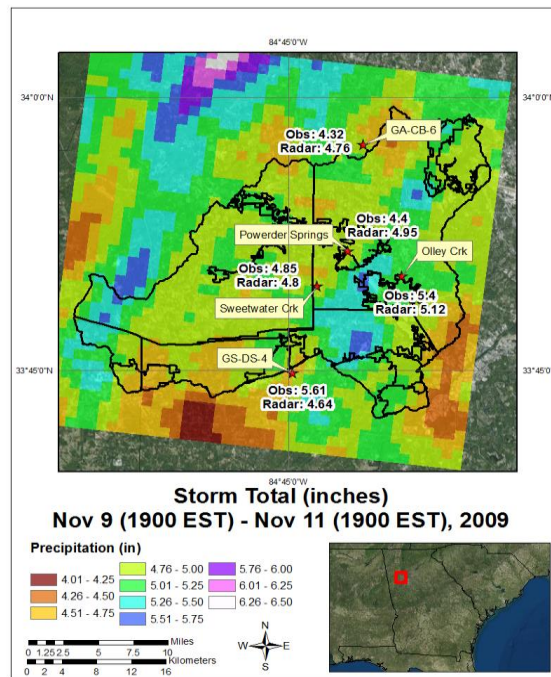 84°45'0"W
34°0'0"N
34°0'0"N
GA-CB-6
Obs: 4.32
Radar: 4.76
Obs: 4.4
Radar: 4.95
Powerder Springs
Olley Crk
Obs: 4.85
Radar: 4.8
Obs: 5.4
Radar: 5.12
Sweetwater Crk
GS-DS-4
33°45'0"N
33°45'0"N
Obs: 5.61
Radar: 4.64
84°45'0"W
Storm Total (inches)
Nov 9 (1900 EST) - Nov 11 (1900 EST), 2009
Precipitation (in)
4.01 - 4.25
4.26 - 4.50
4.51 - 4.75
4.76 - 5.00
5.01 - 5.25
5.26 - 5.50
5.51 - 5.75
5.76 - 6.00
6.01 - 6.25
6.26 - 6.50
Miles
0 1.25 2.5 5 7.5 10
Kilometers
0 2 4 8 12 16
N
W E
S